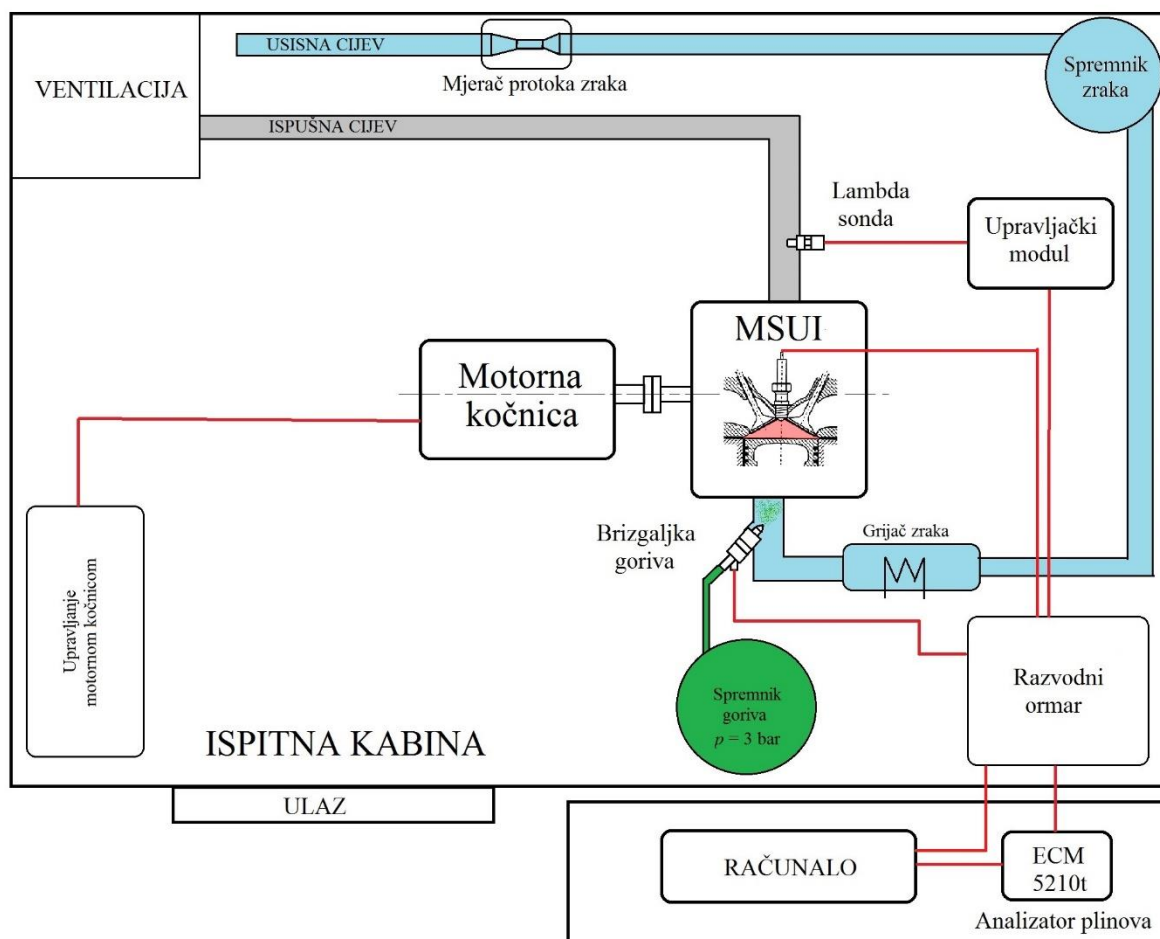 USISNA CIJEV
Mjerač protoka zraka
Spremnik
zraka
VENTILACIJA
ISPUŠNA CIJEV
Lambda
sonda
Upravljački
modul
MSUI
Motorna
kočnica
Brizgaljka
goriva
Grijač zraka
Upravljanje
motornom kočnicom
Spremnik
goriva
p = 3 bar
Razvodni
ormar
ISPITNA KABINA
ULAZ
RAČUNALO
ECM
5210t
Analizator plinova